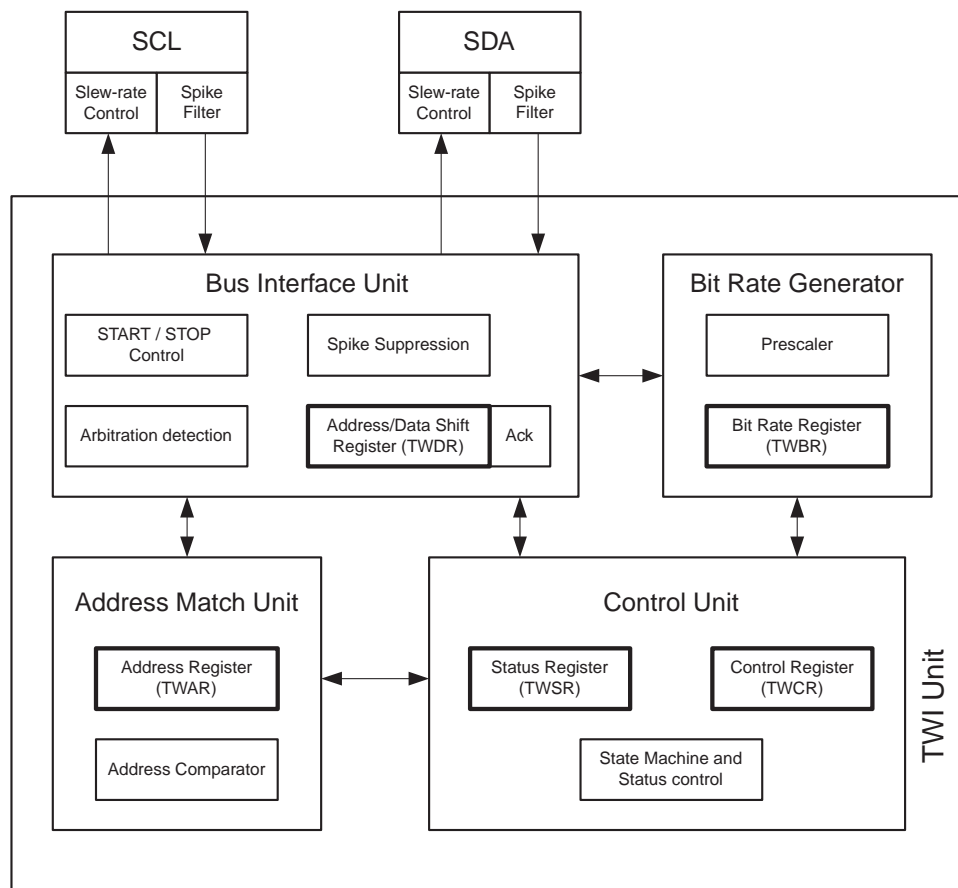 SCL
Slew-rate
Control
Spike
Filter
SDA
Slew-rate
Control
Spike
Filter
Bus Interface Unit
START / STOP
Control
Spike Suppression
Arbitration detection
Address/Data Shift
Register (TWDR)
Ack
Bit Rate Generator
Prescaler
Bit Rate Register
(TWBR)
Address Match Unit
Address Register
(TWAR)
Address Comparator
Control Unit
Status Register
(TWSR)
Control Register
(TWCR)
State Machine and
Status control
TWI Unit